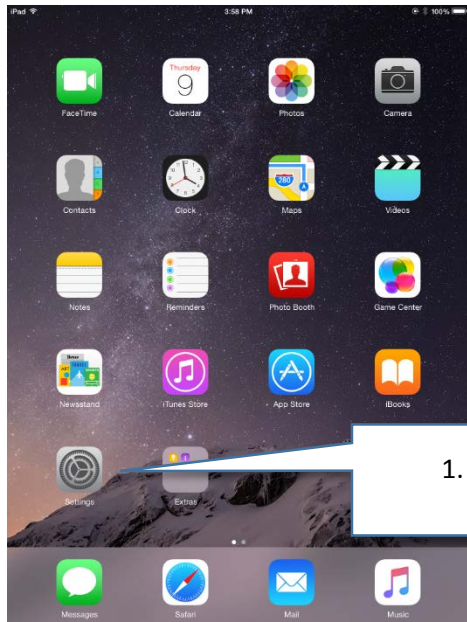 iPad 3:58 PM 100%
Thursday
9
FaceTime Calendar Photos Camera
280
Contacts Clock Maps Videos
Notes Reminders Photo Booth Game Center
Newsstand iTunes Store App Store iBooks
1.
Settings Extras
Messages Safari Mail Music